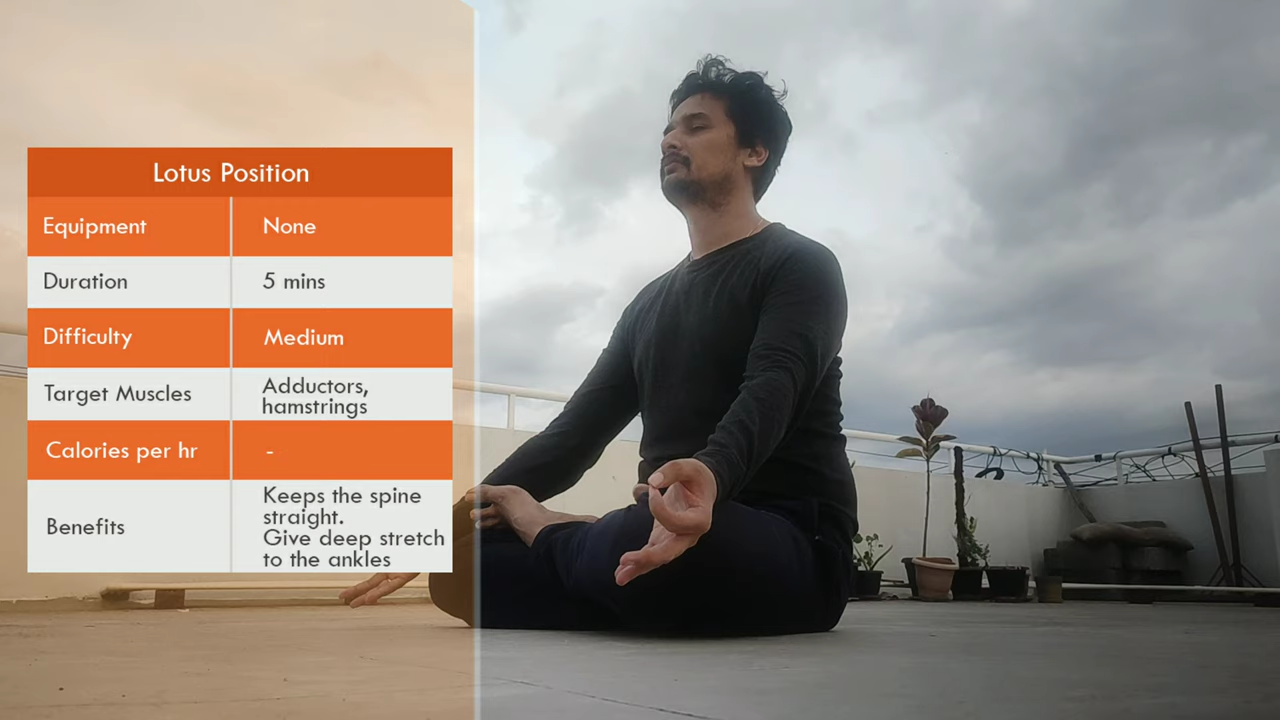 Lotus Position
Equipment None
Duration 5 mins
Difficulty Medium
Target Muscles Adductors,
hamstrings
Calories per hr -
Benefits Keeps the spine
straight.
Give deep stretch
to the ankles